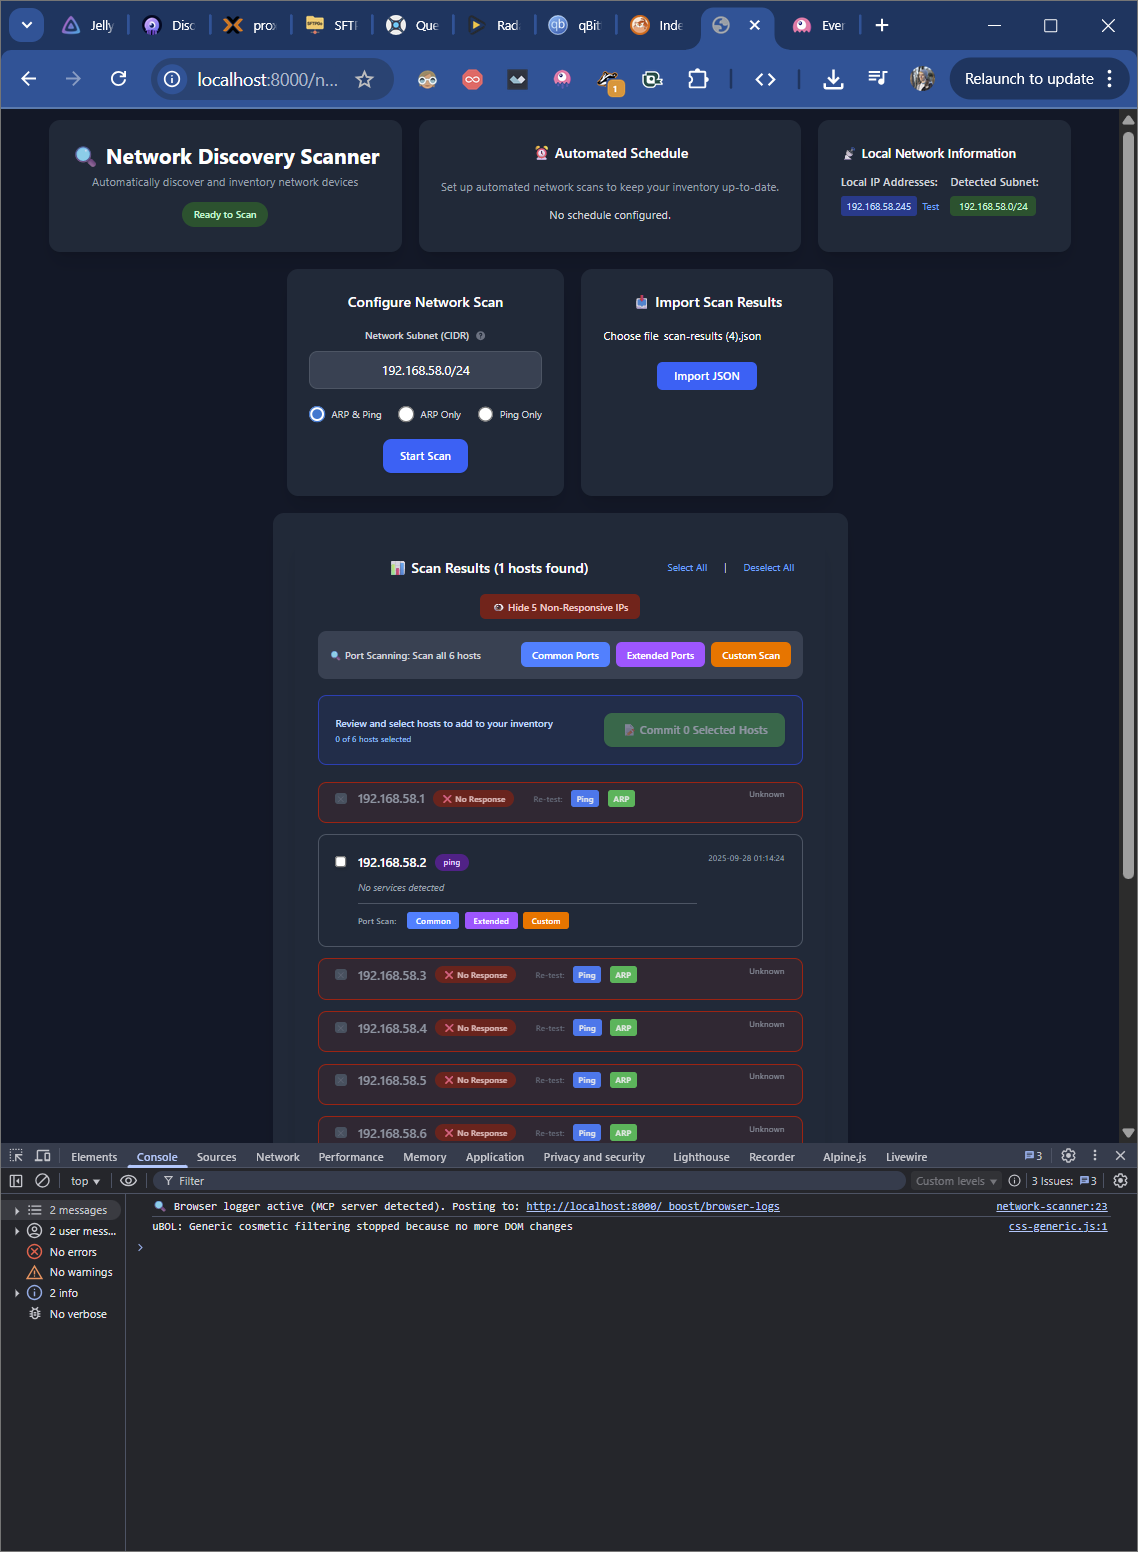 Jelly
Disc
prox
SFTF
Que
Rad
qBit
Inde
Ever
localhost:8000/n...
1
Relaunch to update
Network Discovery Scanner
Automatically discover and inventory network devices
Ready to Scan
Automated Schedule
Set up automated network scans to keep your inventory up-to-date.
No schedule configured.
Local Network Information
Local IP Addresses:
192.168.58.245 Test
Detected Subnet:
192.168.58.0/24
Configure Network Scan
Network Subnet (CIDR) ?
192.168.58.0/24
ARP & Ping ARP Only Ping Only
Start Scan
Import Scan Results
Choose file scan-results (4).json
Import JSON
Scan Results (1 hosts found) Select All | Deselect All
Hide 5 Non-Responsive IPs
Port Scanning: Scan all 6 hosts Common Ports Extended Ports Custom Scan
Review and select hosts to add to your inventory
0 of 6 hosts selected
Commit 0 Selected Hosts
192.168.58.1 No Response Re-test: Ping ARP Unknown
192.168.58.2 ping 2025-09-28 01:14:24
No services detected
Port Scan: Common Extended Custom
192.168.58.3 No Response Re-test: Ping ARP Unknown
192.168.58.4 No Response Re-test: Ping ARP Unknown
192.168.58.5 No Response Re-test: Ping ARP Unknown
192.168.58.6 No Response Re-test: Ping ARP Unknown
Elements Console Sources Network Performance Memory Application Privacy and security Lighthouse Recorder Alpine.js Livewire 3
top Filter Custom levels 3 Issues: 3
2 messages
2 user mess...
No errors
No warnings
2 info
No verbose
Browser logger active (MCP server detected). Posting to: http://localhost:8000/_boost/browser-logs network-scanner:23
uBOL: Generic cosmetic filtering stopped because no more DOM changes css-generic.js:1